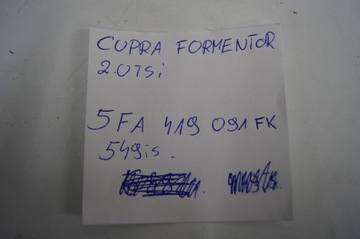 CUPRA FORMENTOR
2.0TSi
5FA 419 091 FK
549is.